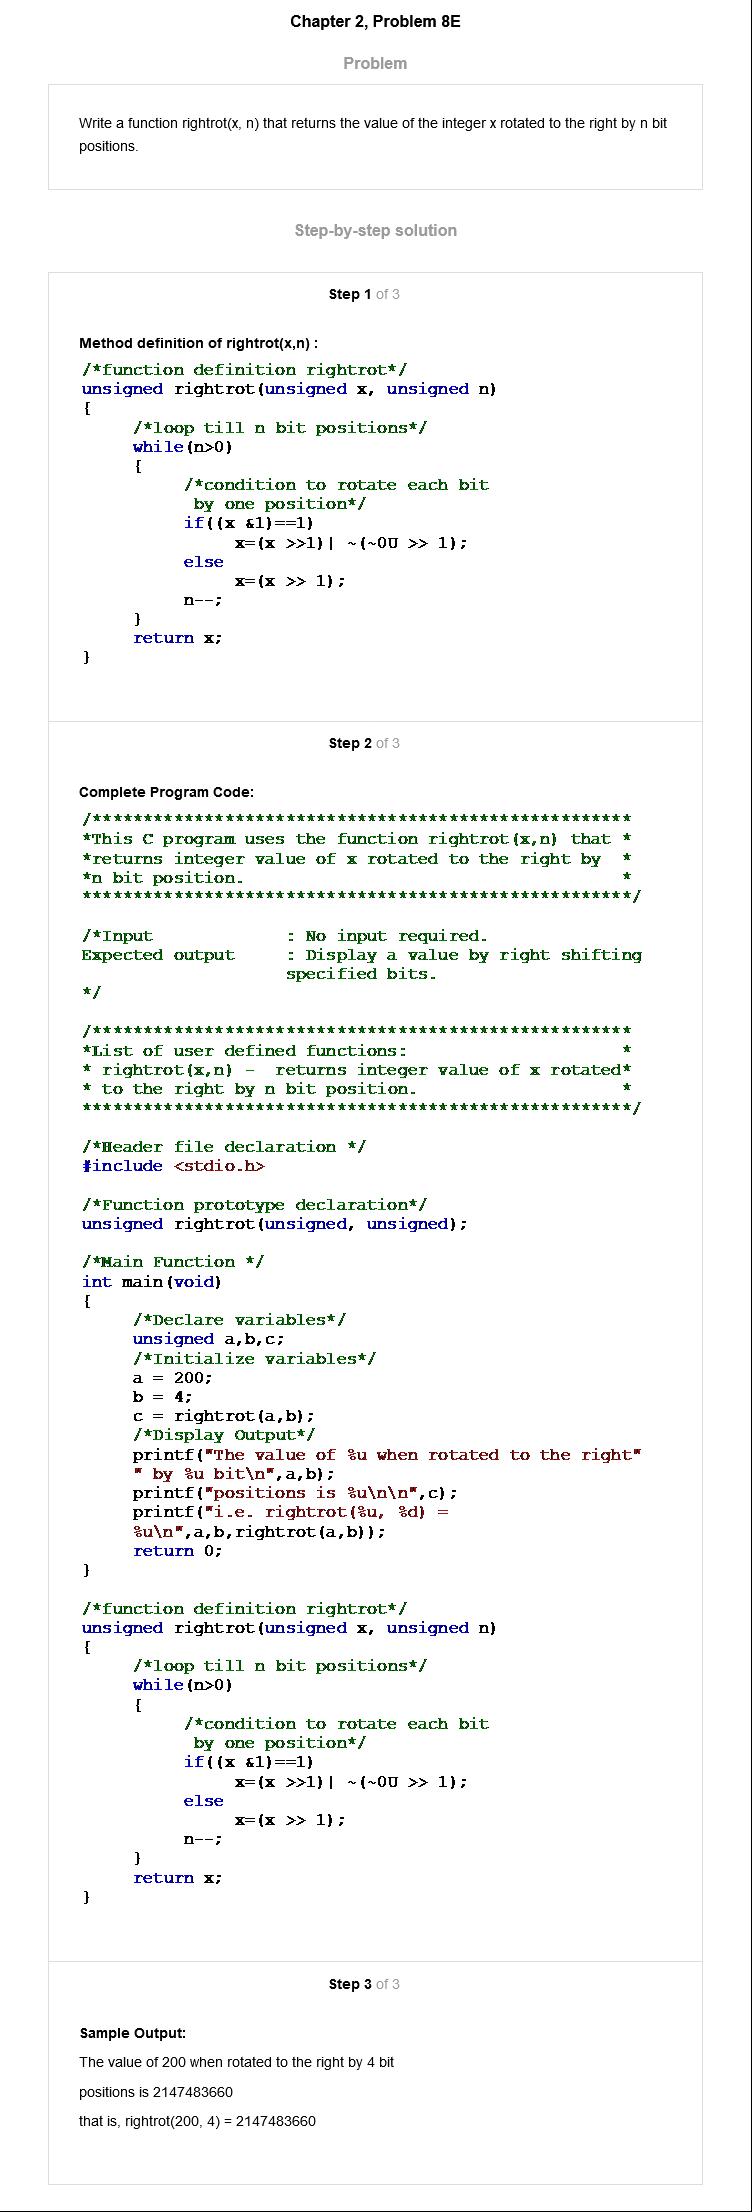 Chapter 2, Problem 8E
Problem
Write a function rightrot(x, n) that returns the value of the integer x rotated to the right by n bit
positions.
Step-by-step solution
Step 1 of 3
Method definition of rightrot(x,n) :
/*function definition rightrot*/
unsigned rightrot(unsigned x, unsigned n)
{
/*loop till n bit positions*/
while(n>0)
{
/*condition to rotate each bit
by one position*/
if((x &1)==1)
x=(x >>1)| ~(~0U >> 1);
else
x=(x >> 1);
n--;
}
return x;
}
Step 2 of 3
Complete Program Code:
/*****************************************************
*This C program uses the function rightrot(x,n) that *
*returns integer value of x rotated to the right by *
*n bit position. *
******************************************************/
/*Input : No input required.
Expected output : Display a value by right shifting
specified bits.
*/
/*****************************************************
*List of user defined functions: *
* rightrot(x,n) - returns integer value of x rotated*
* to the right by n bit position. *
******************************************************/
/*Header file declaration */
#include <stdio.h>
/*Function prototype declaration*/
unsigned rightrot(unsigned, unsigned);
/*Main Function */
int main(void)
{
/*Declare variables*/
unsigned a,b,c;
/*Initialize variables*/
a = 200;
b = 4;
c = rightrot(a,b);
/*Display Output*/
printf("The value of %u when rotated to the right"
" by %u bit\n",a,b);
printf("positions is %u\n\n",c);
printf("i.e. rightrot(%u, %d) =
%u\n",a,b,rightrot(a,b));
return 0;
}
/*function definition rightrot*/
unsigned rightrot(unsigned x, unsigned n)
{
/*loop till n bit positions*/
while(n>0)
{
/*condition to rotate each bit
by one position*/
if((x &1)==1)
x=(x >>1)| ~(~0U >> 1);
else
x=(x >> 1);
n--;
}
return x;
}
Step 3 of 3
Sample Output:
The value of 200 when rotated to the right by 4 bit
positions is 2147483660
that is, rightrot(200, 4) = 2147483660